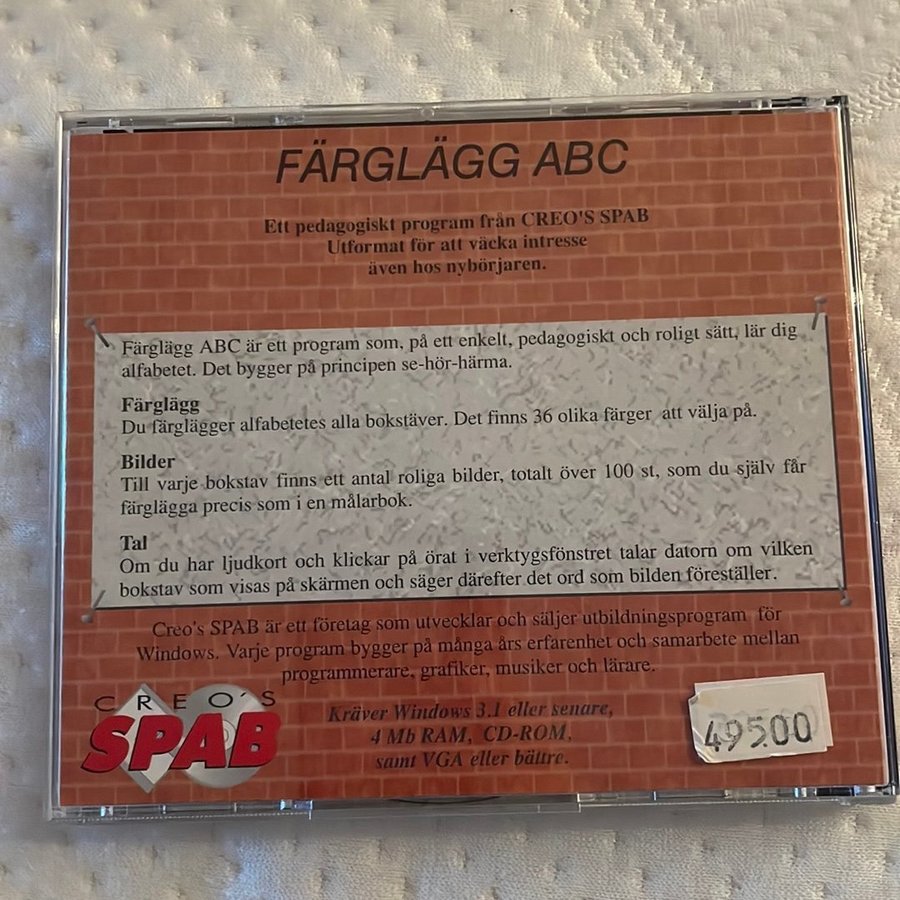 FÄRGLÄGG ABC
Ett pedagogiskt program från CREO'S SPAB
Utformat för att väcka intresse
även hos nybörjaren.
Färglägg ABC är ett program som, på ett enkelt, pedagogiskt och roligt sätt, lär dig
alfabetet. Det bygger på principen se-hör-härma.
Färglägg
Du färglägger alfabetetes alla bokstäver. Det finns 36 olika färger att välja på.
Bilder
Till varje bokstav finns ett antal roliga bilder, totalt över 100 st, som du själv får
färglägga precis som i en målarbok.
Tal
Om du har ljudkort och klickar på örat i verktygsfönstret talar datorn om vilken
bokstav som visas på skärmen och säger därefter det ord som bilden föreställer.
Creo's SPAB är ett företag som utvecklar och säljer utbildningsprogram för
Windows. Varje program bygger på många års erfarenhet och samarbete mellan
programmerare, grafiker, musiker och lärare.
CREO'S
SPAB
Kräver Windows 3.1 eller senare,
4 Mb RAM, CD-ROM,
samt VGA eller bättre.
495.00